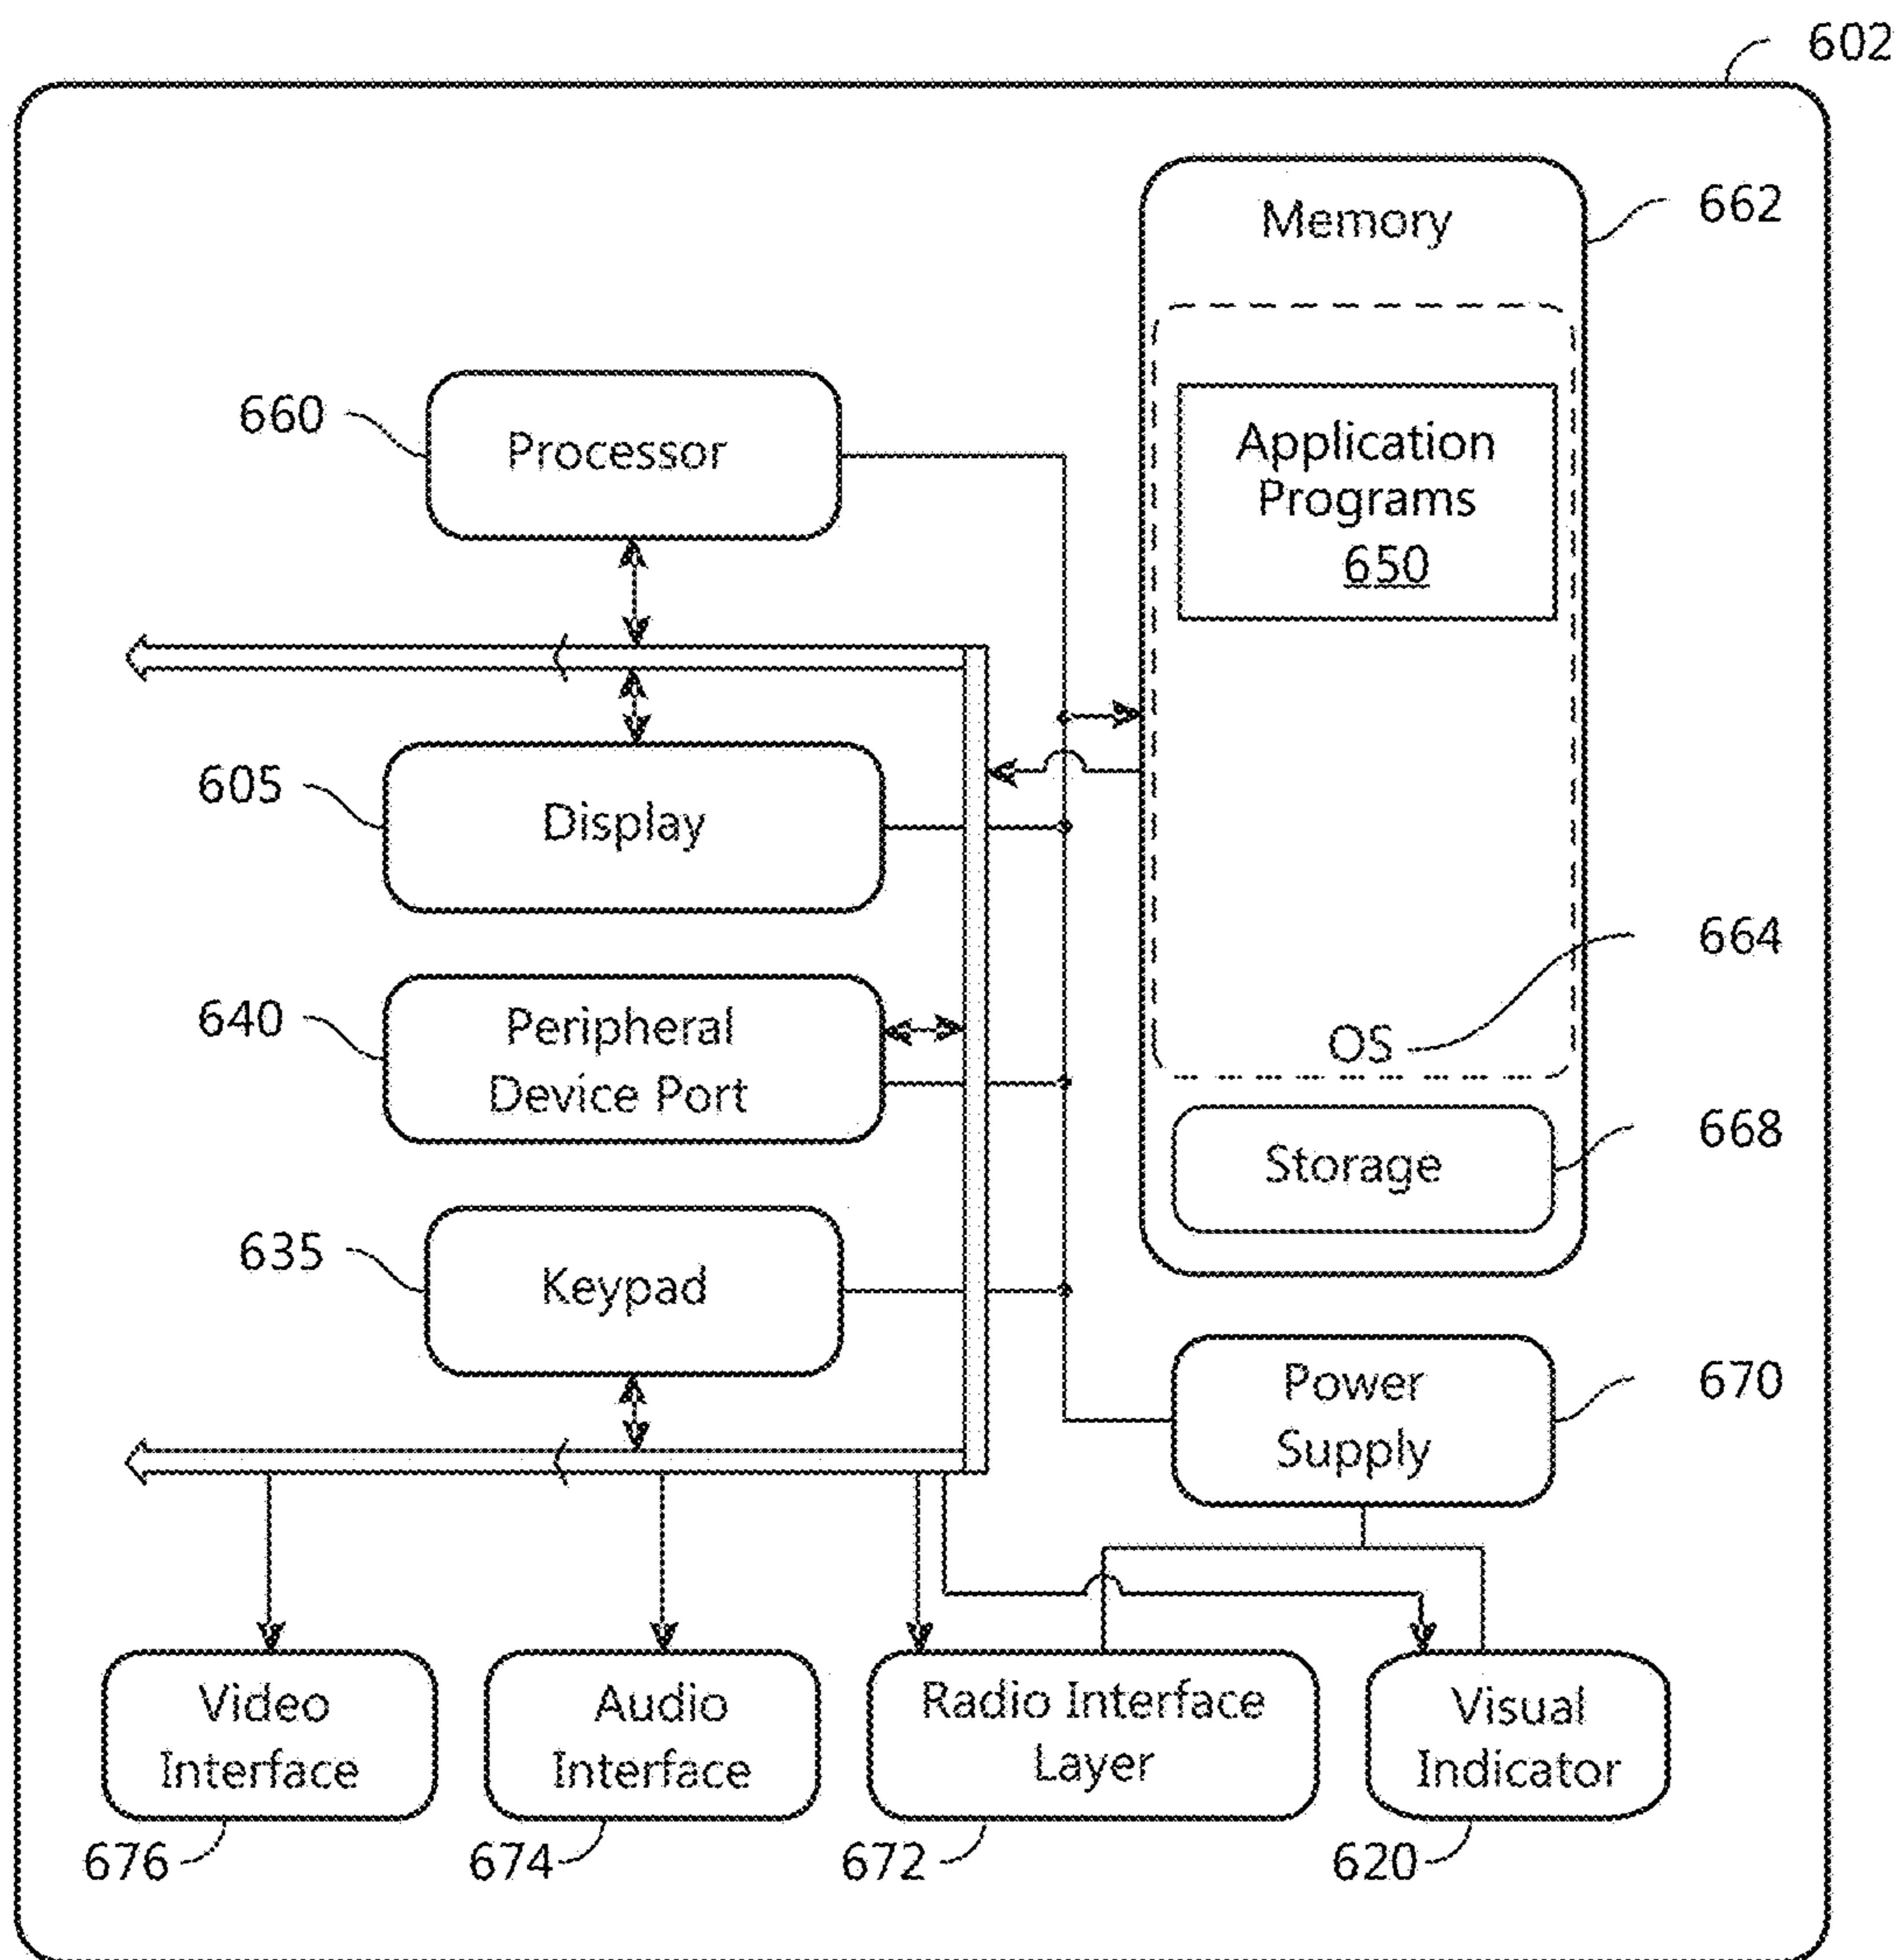 602
Memory
662
660
Processor
Application
Programs
650
605
Display
664
640
Peripheral
Device Port
OS
668
Storage
635
Keypad
Power
Supply
670
Video
Interface
Audio
Interface
Radio Interface
Layer
Visual
Indicator
676
674
672
620